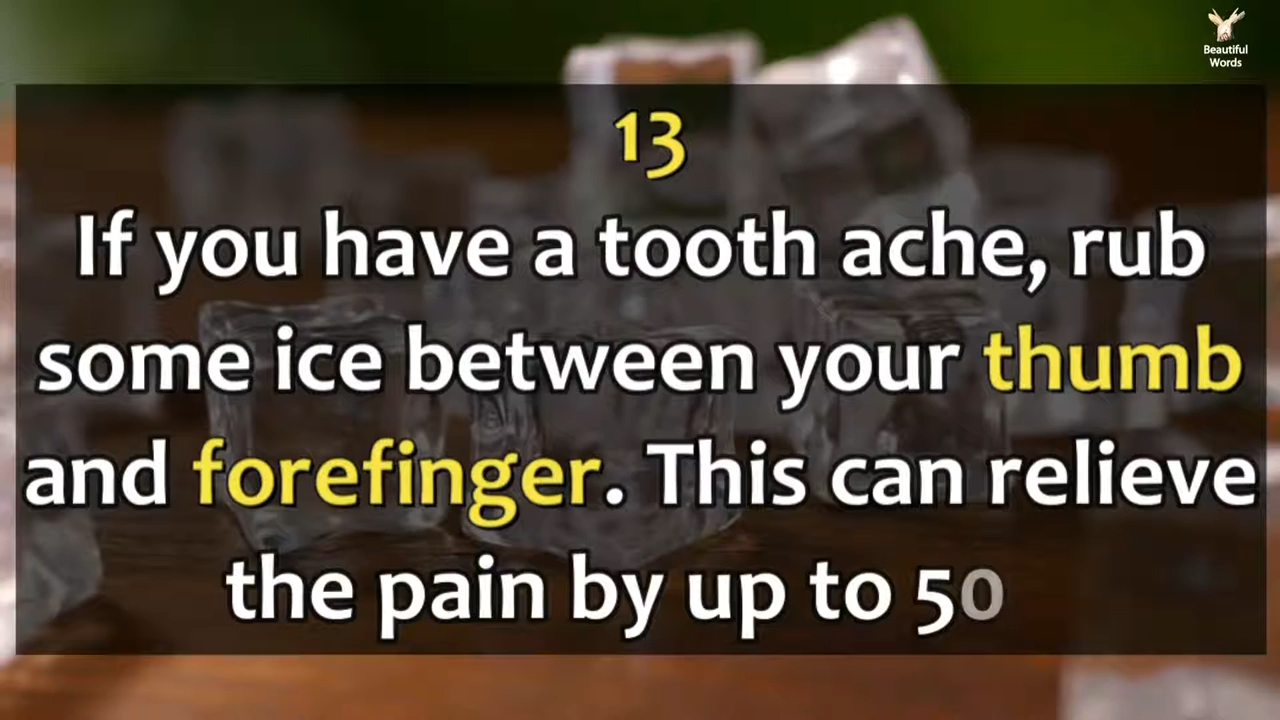 Beautiful
Words
13
If you have a tooth ache, rub
some ice between your thumb
and forefinger. This can relieve
the pain by up to 50